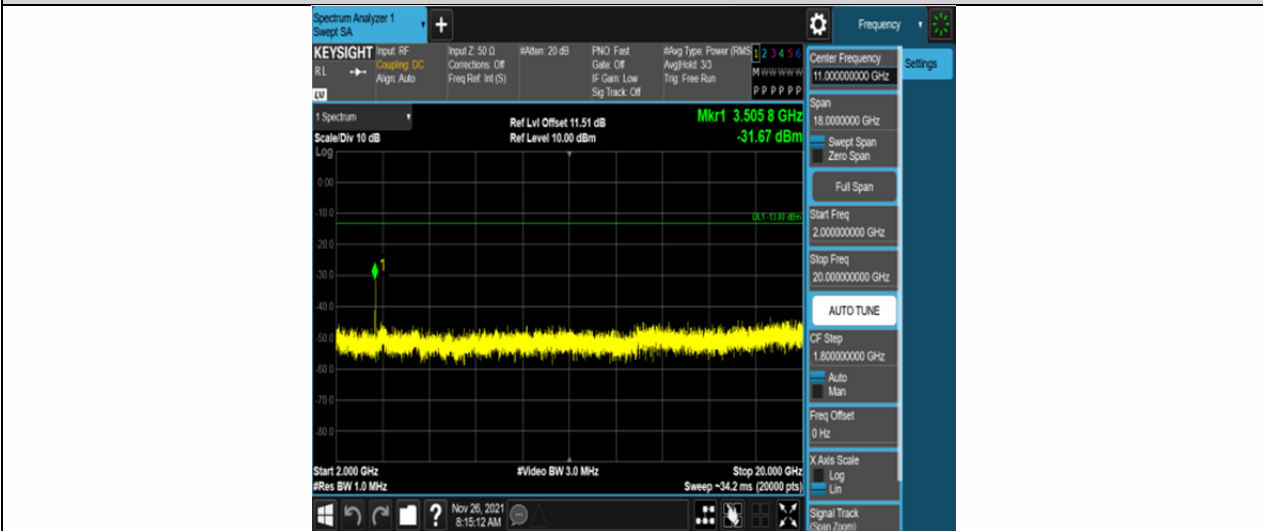 Spectrum Analyzer 1
Swept SA
+
Frequency
KEYSIGHT
RL
LV
Input: RF
Coupling: DC
Align: Auto
Input Z: 50 Ω
Corrections: Off
Freq Ref: Int (S)
#Atten: 20 dB
PNO: Fast
Gate: Off
IF Gain: Low
Sig Track: Off
#Avg Type: Power (RMS
Avg|Hold: 3/3
Trig: Free Run
1 2 3 4 5 6
M W W W W W
P P P P P P
1 Spectrum
Scale/Div 10 dB
Log
Ref Lvl Offset 11.51 dB
Ref Level 10.00 dBm
Mkr1 3.505 8 GHz
-31.67 dBm
0.00
-10.0
DL1 -13.00 dBm
-20.0
1
-30.0
-40.0
-50.0
-60.0
-70.0
-80.0
Start 2.000 GHz
#Video BW 3.0 MHz
Stop 20.000 GHz
#Res BW 1.0 MHz
Sweep ~34.2 ms (20000 pts)
?
Nov 26, 2021
8:15:12 AM
Center Frequency
11.000000000 GHz
Settings
Span
18.0000000 GHz
Swept Span
Zero Span
Full Span
Start Freq
2.000000000 GHz
Stop Freq
20.000000000 GHz
AUTO TUNE
CF Step
1.800000000 GHz
Auto
Man
Freq Offset
0 Hz
X Axis Scale
Log
Lin
Signal Track
(Span Zoom)